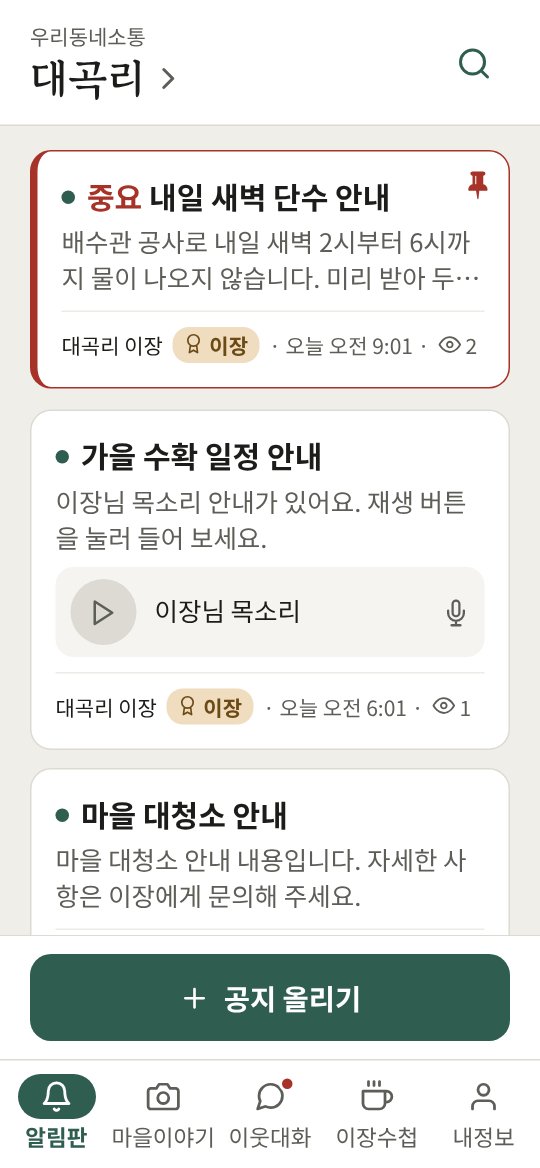 우리동네소통
대곡리
중요 내일 새벽 단수 안내
배수관 공사로 내일 새벽 2시부터 6시까
지 물이 나오지 않습니다. 미리 받아 두…
대곡리 이장 이장 · 오늘 오전 9:01 · 2
가을 수확 일정 안내
이장님 목소리 안내가 있어요. 재생 버튼
을 눌러 들어 보세요.
이장님 목소리
대곡리 이장 이장 · 오늘 오전 6:01 · 1
마을 대청소 안내
마을 대청소 안내 내용입니다. 자세한 사
항은 이장에게 문의해 주세요.
+ 공지 올리기
알림판 마을이야기 이웃대화 이장수첩 내정보